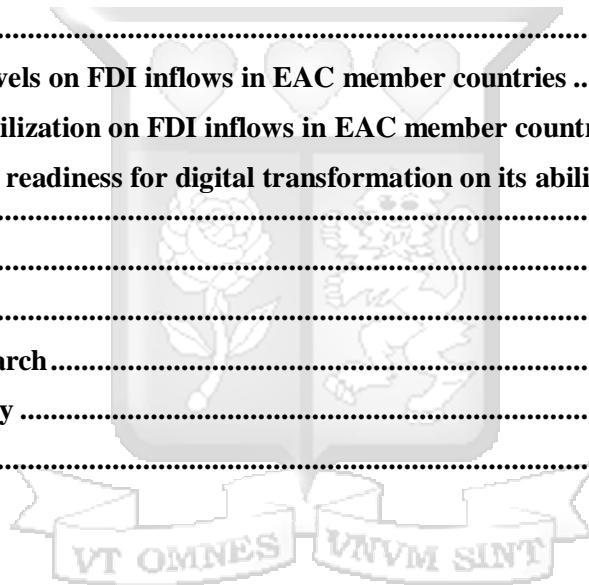 ................................................................
vels on FDI inflows in EAC member countries ..
ilization on FDI inflows in EAC member countr
readiness for digital transformation on its abili
................................................................
................................................................
................................................................
arch................................................................
y ................................................................
................................................................
VT OMNES VNVM SINT